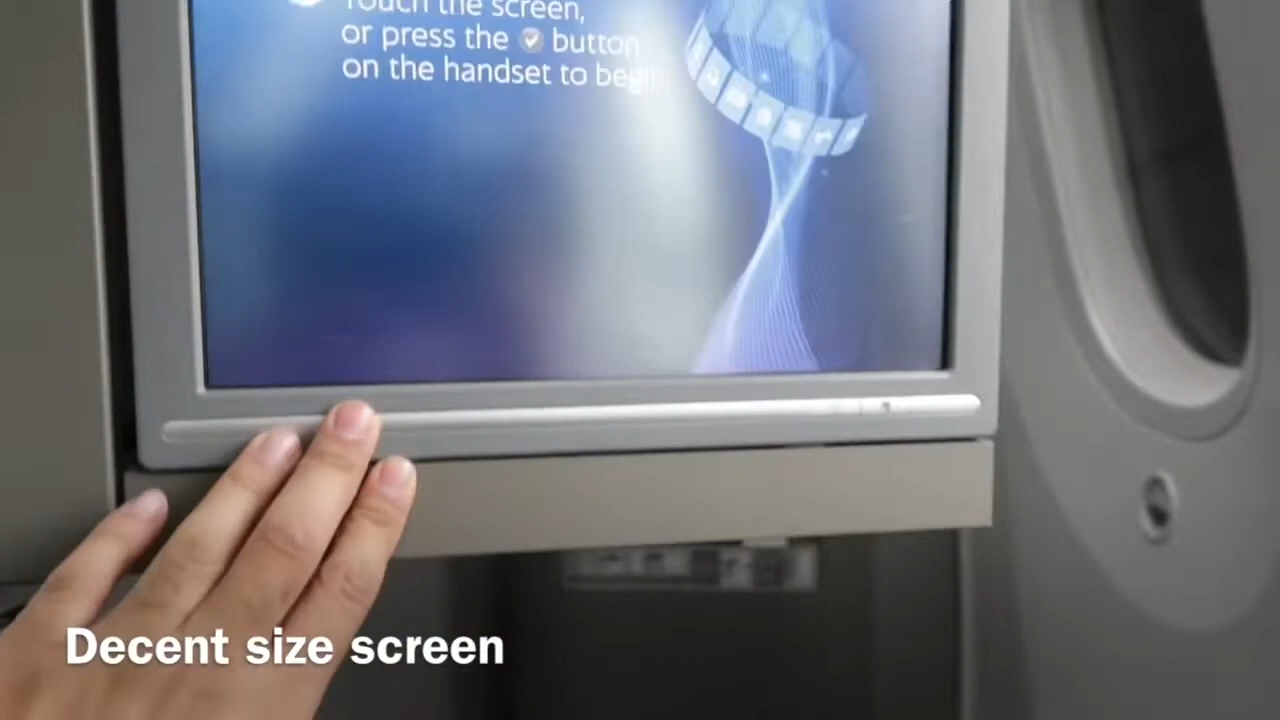 Touch the screen,
or press the button
on the handset to begin
Decent size screen